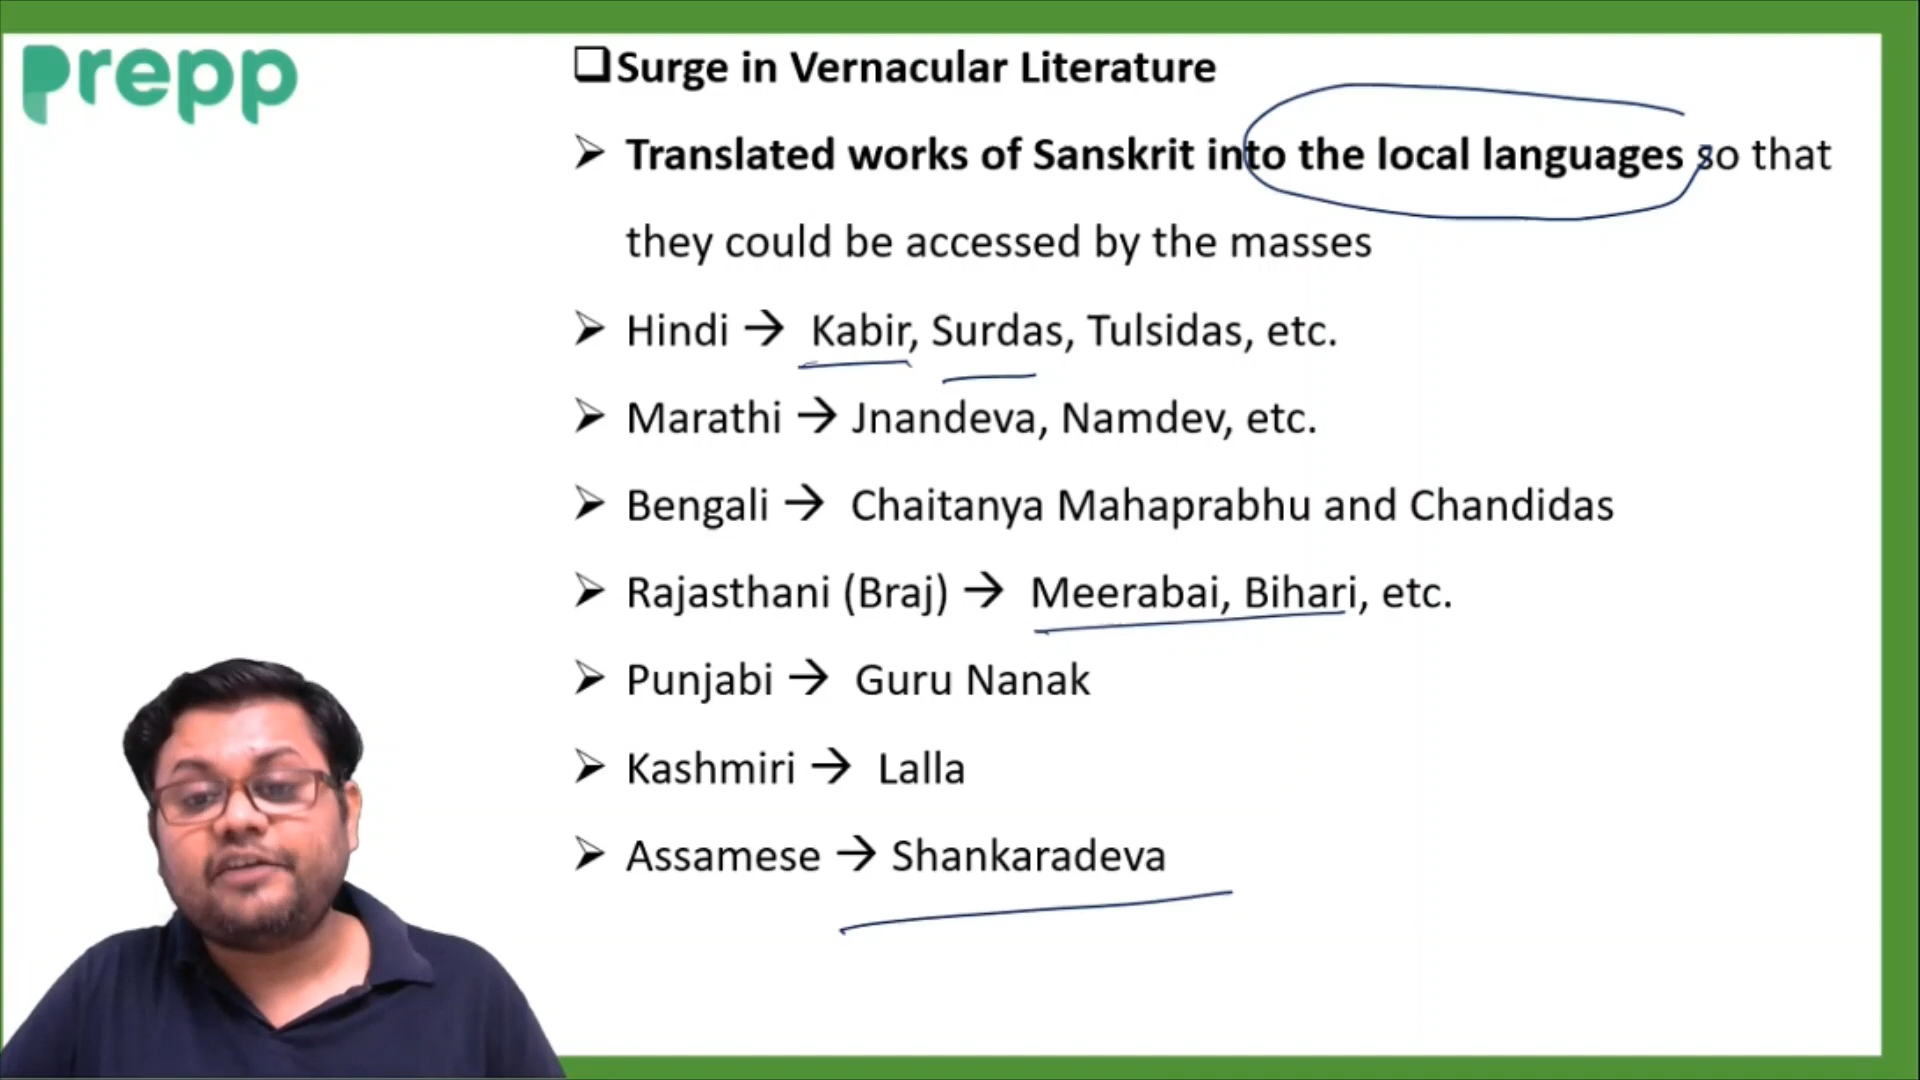 prepp
❑Surge in Vernacular Literature
➢ Translated works of Sanskrit into the local languages so that
they could be accessed by the masses
➢ Hindi → Kabir, Surdas, Tulsidas, etc.
➢ Marathi → Jnandeva, Namdev, etc.
➢ Bengali → Chaitanya Mahaprabhu and Chandidas
➢ Rajasthani (Braj) → Meerabai, Bihari, etc.
➢ Punjabi → Guru Nanak
➢ Kashmiri → Lalla
➢ Assamese → Shankaradeva